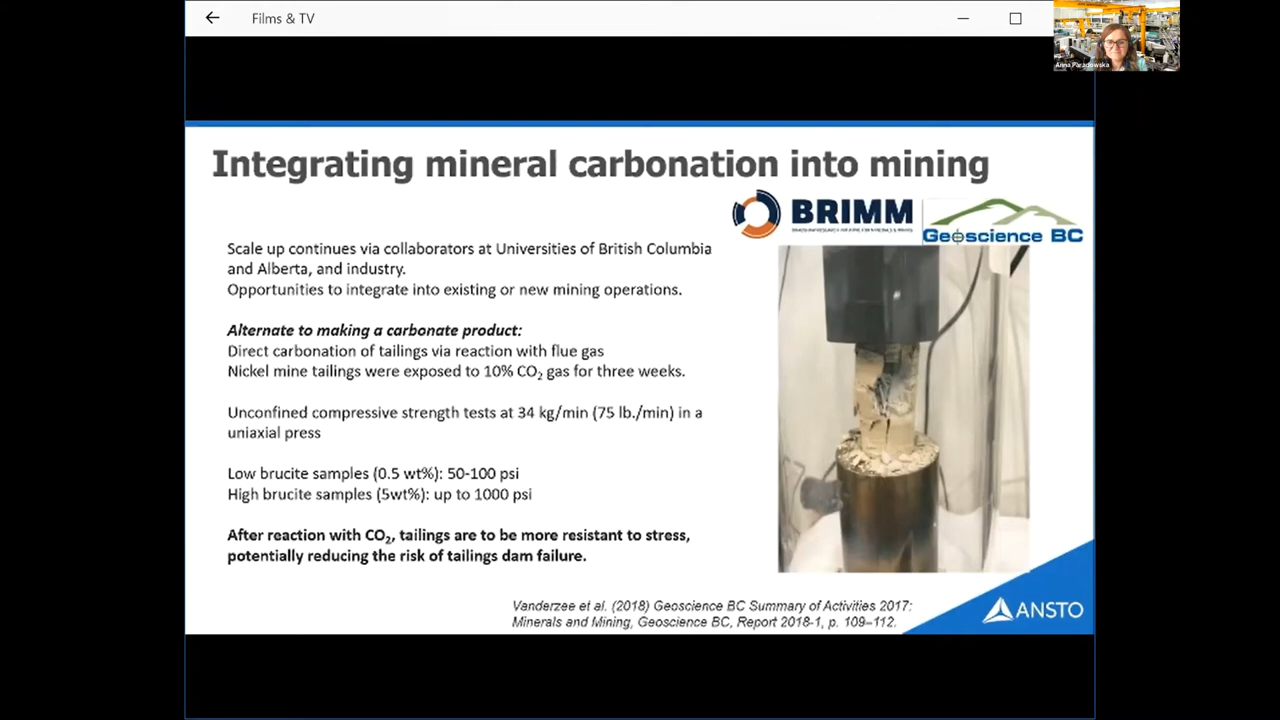 Films & TV
Anna Paradowska
Integrating mineral carbonation into mining
BRIMM
Geoscience BC
Scale up continues via collaborators at Universities of British Columbia
and Alberta, and industry.
Opportunities to integrate into existing or new mining operations.
Alternate to making a carbonate product:
Direct carbonation of tailings via reaction with flue gas
Nickel mine tailings were exposed to 10% CO₂ gas for three weeks.
Unconfined compressive strength tests at 34 kg/min (75 lb./min) in a
uniaxial press
Low brucite samples (0.5 wt%): 50-100 psi
High brucite samples (5wt%): up to 1000 psi
After reaction with CO₂, tailings are to be more resistant to stress,
potentially reducing the risk of tailings dam failure.
Vanderzee et al. (2018) Geoscience BC Summary of Activities 2017:
Minerals and Mining, Geoscience BC, Report 2018-1, p. 109–112.
ANSTO